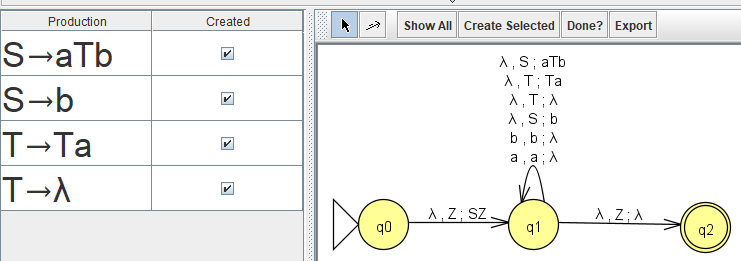 Production Created
S→aTb
S→b
T→Ta
T→λ
Show All Create Selected Done? Export
λ , S ; aTb
λ , T ; Ta
λ , T ; λ
λ , S ; b
b , b ; λ
a , a ; λ
q0 λ , Z ; SZ q1 λ , Z ; λ q2